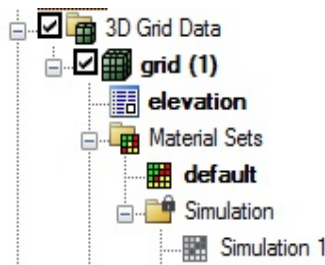 3D Grid Data
grid (1)
elevation
Material Sets
default
Simulation
Simulation 1